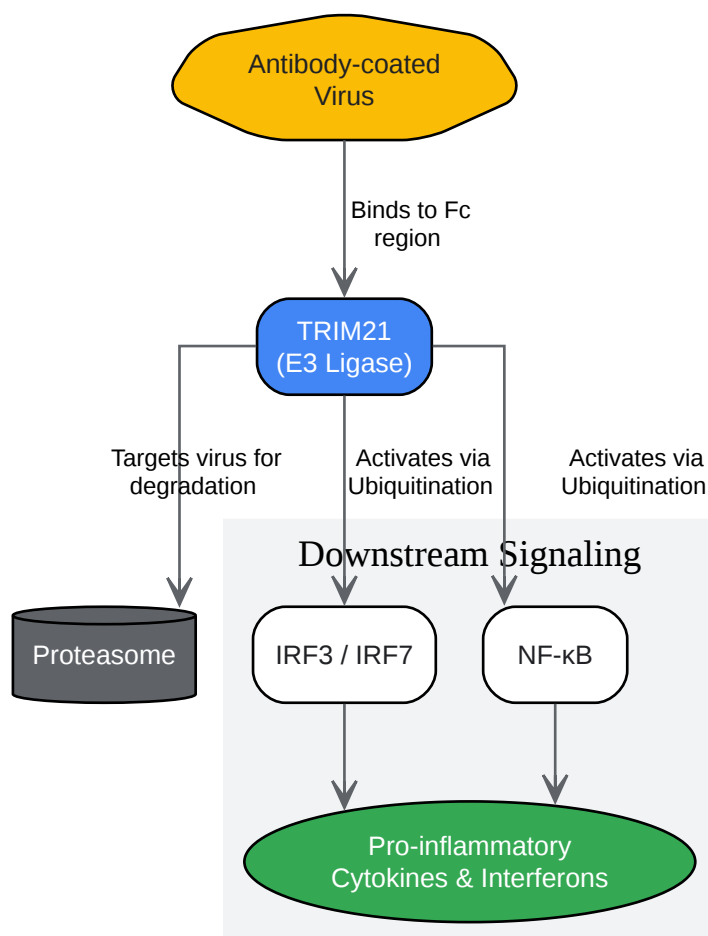 Antibody-coated
Virus
Binds to Fc
region
TRIM21
(E3 Ligase)
Targets virus for
degradation
Activates via
Ubiquitination
Activates via
Ubiquitination
Downstream Signaling
Proteasome
IRF3 / IRF7
NF-κB
Pro-inflammatory
Cytokines & Interferons